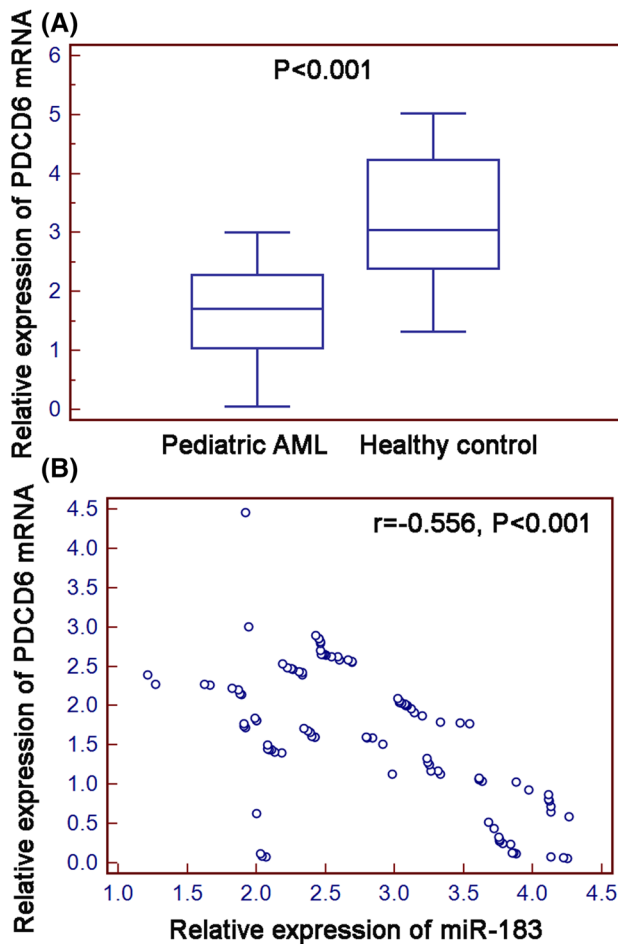 (A)
Relative expression of PDCD6 mRNA
6
5
4
3
2
1
0
P<0.001
Pediatric AML Healthy control
(B)
Relative expression of PDCD6 mRNA
4.5
4.0
3.5
3.0
2.5
2.0
1.5
1.0
0.5
0.0
r=-0.556, P<0.001
1.0 1.5 2.0 2.5 3.0 3.5 4.0 4.5
Relative expression of miR-183